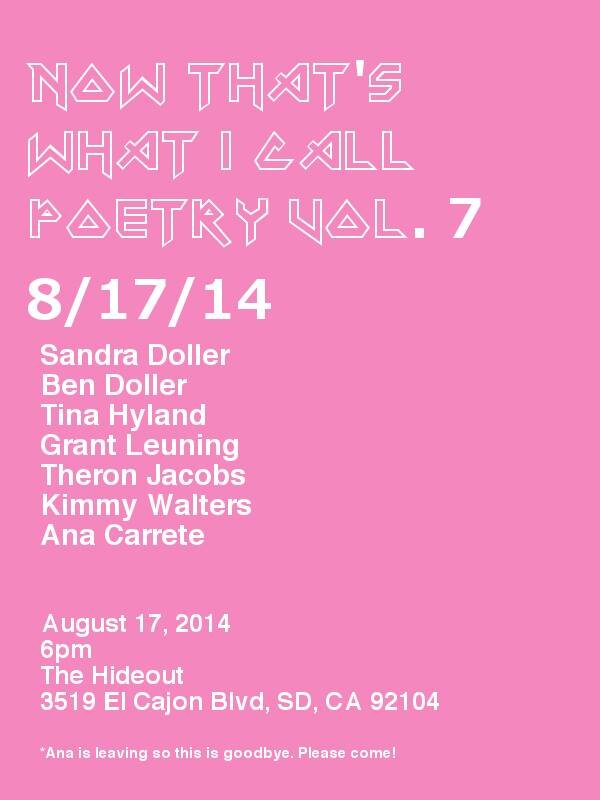 NOW THAT'S
WHAT I CALL
POETRY VOL. 7
8/17/14
Sandra Doller
Ben Doller
Tina Hyland
Grant Leuning
Theron Jacobs
Kimmy Walters
Ana Carrete
August 17, 2014
6pm
The Hideout
3519 El Cajon Blvd, SD, CA 92104
*Ana is leaving so this is goodbye. Please come!